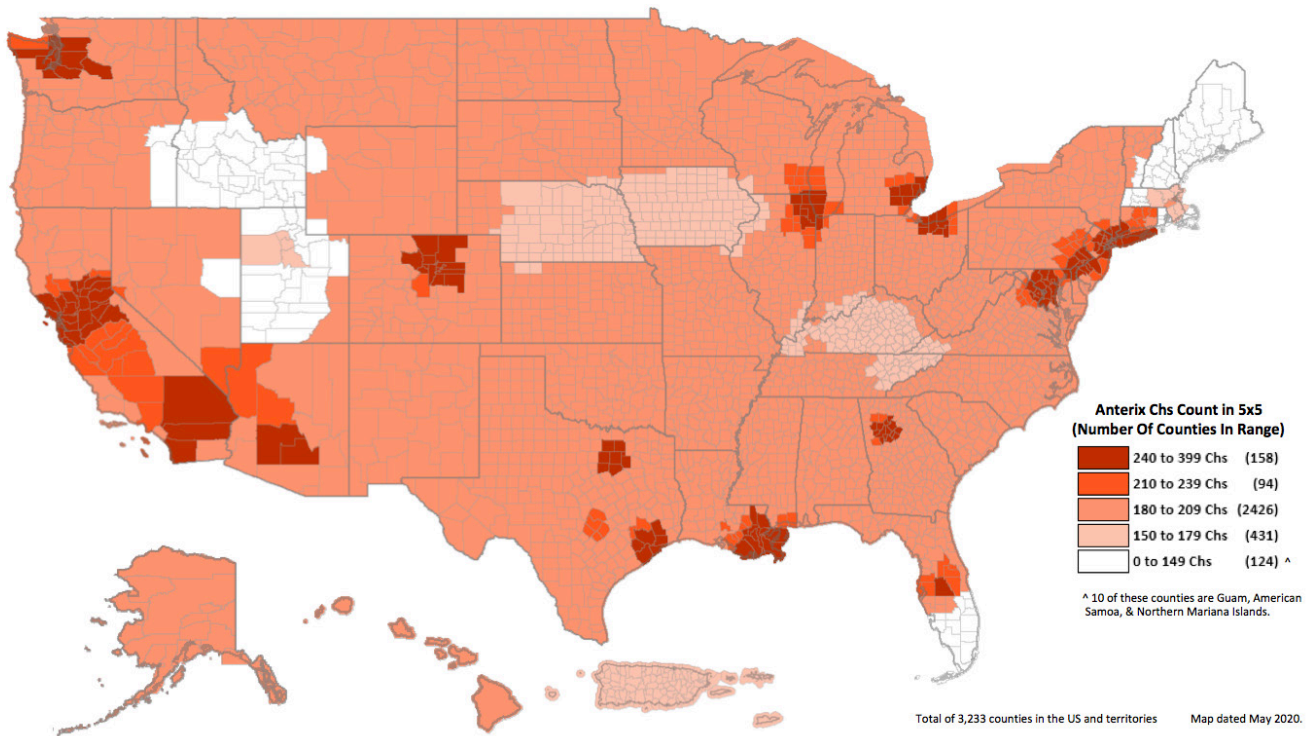 Anterix Chs Count in 5x5
(Number Of Counties In Range)
240 to 399 Chs (158)
210 to 239 Chs (94)
180 to 209 Chs (2426)
150 to 179 Chs (431)
0 to 149 Chs (124) ^
^ 10 of these counties are Guam, American
Samoa, & Northern Mariana Islands.
Total of 3,233 counties in the US and territories Map dated May 2020.